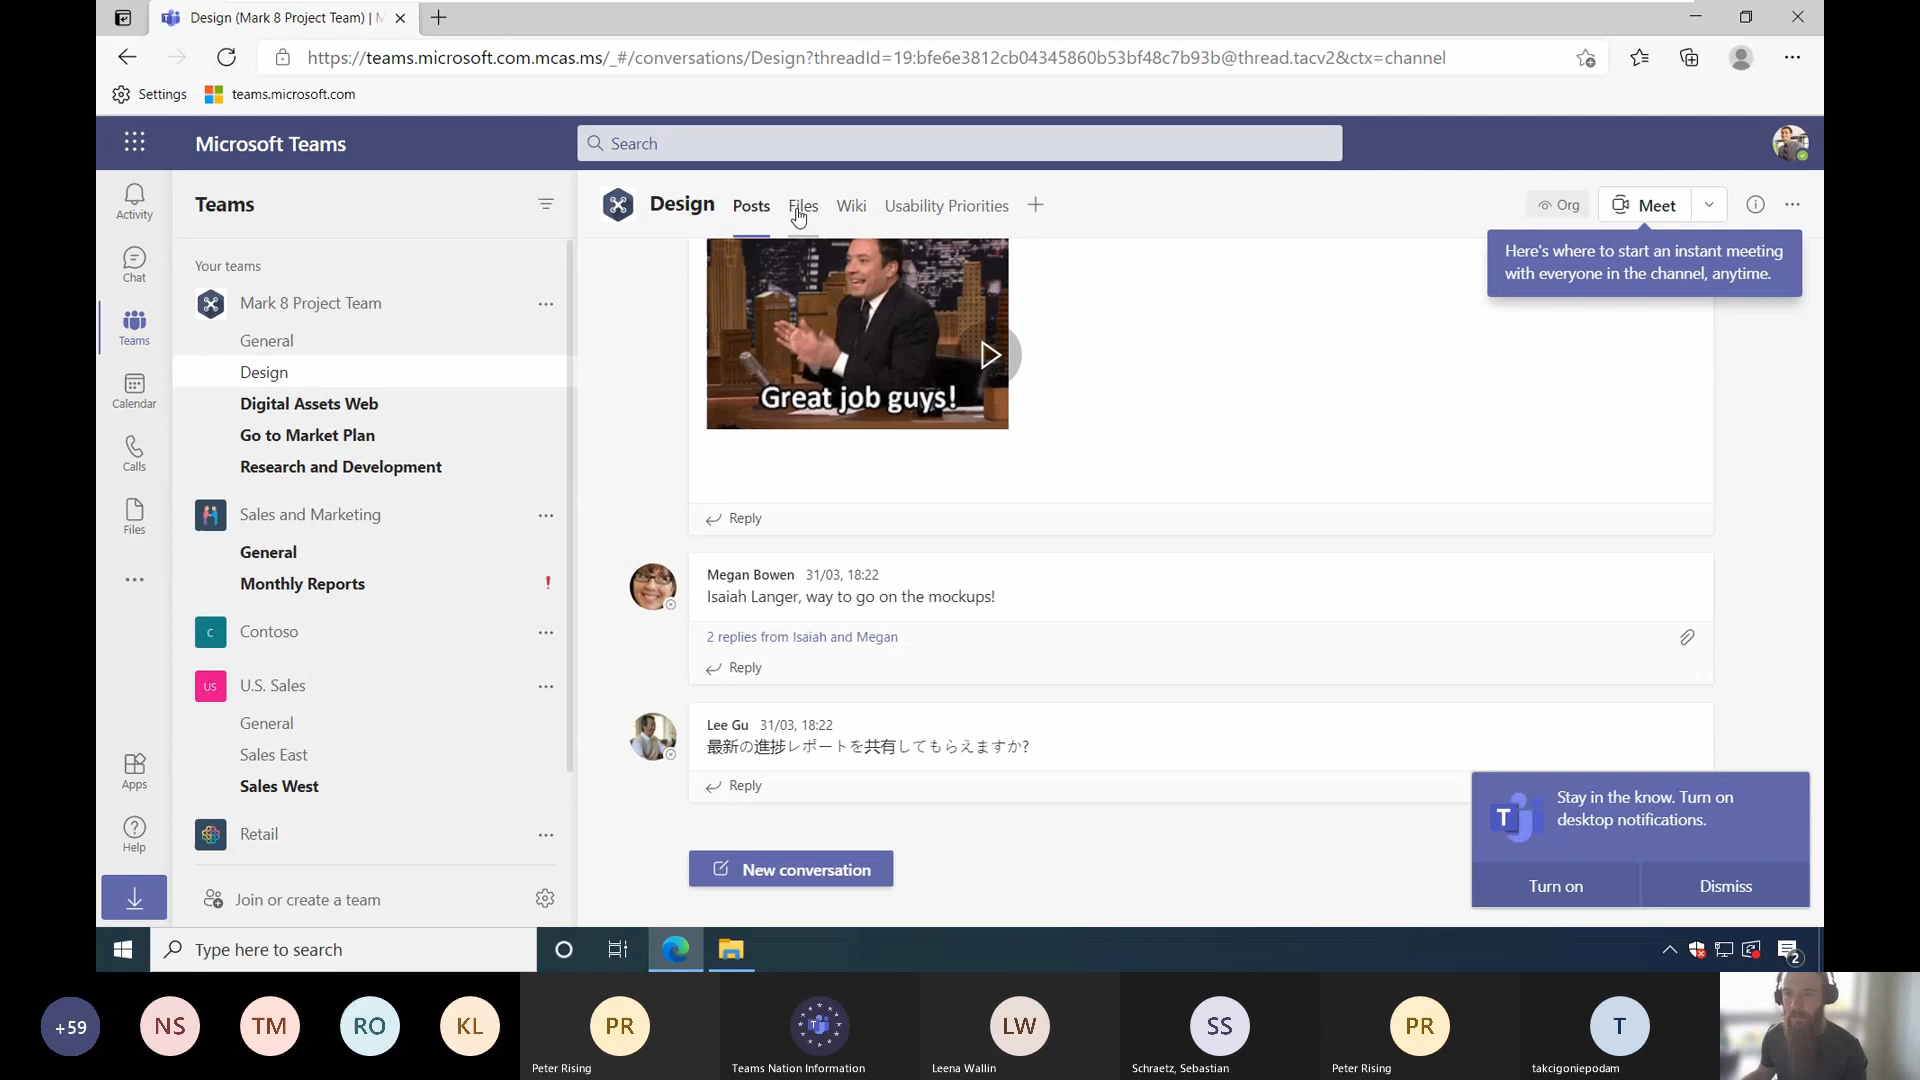 Design (Mark 8 Project Team) | M
https://teams.microsoft.com.mcas.ms/_#/conversations/Design?threadId=19:bfe6e3812cb04345860b53bf48c7b93b@thread.tacv2&ctx=channel
Settings
teams.microsoft.com
Microsoft Teams
Search
Activity
Chat
Teams
Calendar
Calls
Files
Apps
Help
Teams
Your teams
Mark 8 Project Team
General
Design
Digital Assets Web
Go to Market Plan
Research and Development
Sales and Marketing
General
Monthly Reports !
C Contoso
US U.S. Sales
General
Sales East
Sales West
Retail
Join or create a team
Design Posts Files Wiki Usability Priorities
Org
Meet
Here's where to start an instant meeting
with everyone in the channel, anytime.
Great job guys!
Reply
Megan Bowen 31/03, 18:22
Isaiah Langer, way to go on the mockups!
2 replies from Isaiah and Megan
Reply
Lee Gu 31/03, 18:22
最新の進捗レポートを共有してもらえますか?
Reply
New conversation
T
Stay in the know. Turn on
desktop notifications.
Turn on
Dismiss
Type here to search
2
+59
NS
TM
RO
KL
PR
Peter Rising
Teams Nation Information
LW
Leena Wallin
SS
Schraetz, Sebastian
PR
Peter Rising
T
takcigoniepodam